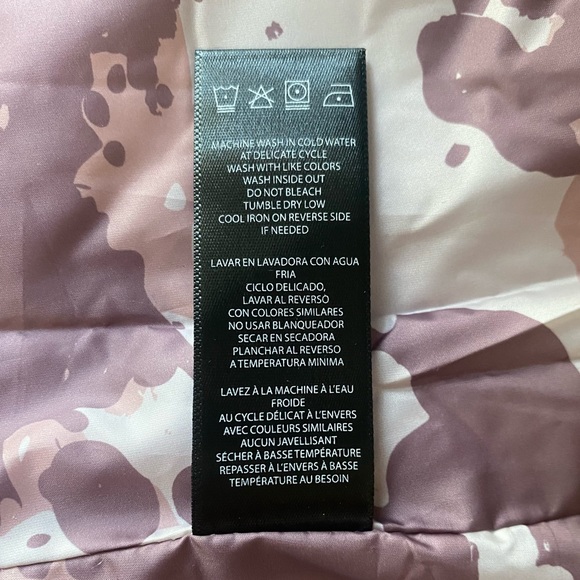 MACHINE WASH IN COLD WATER
AT DELICATE CYCLE
WASH WITH LIKE COLORS
WASH INSIDE OUT
DO NOT BLEACH
TUMBLE DRY LOW
COOL IRON ON REVERSE SIDE
IF NEEDED
LAVAR EN LAVADORA CON AGUA
FRIA
CICLO DELICADO,
LAVAR AL REVERSO
CON COLORES SIMILARES
NO USAR BLANQUEADOR
SECAR EN SECADORA
PLANCHAR AL REVERSO
A TEMPERATURA MINIMA
LAVEZ À LA MACHINE À L'EAU
FROIDE
AU CYCLE DÉLICAT À L'ENVERS
AVEC COULEURS SIMILAIRES
AUCUN JAVELLISANT
SÉCHER À BASSE TEMPÉRATURE
REPASSER À L'ENVERS À BASSE
TEMPÉRATURE AU BESOIN